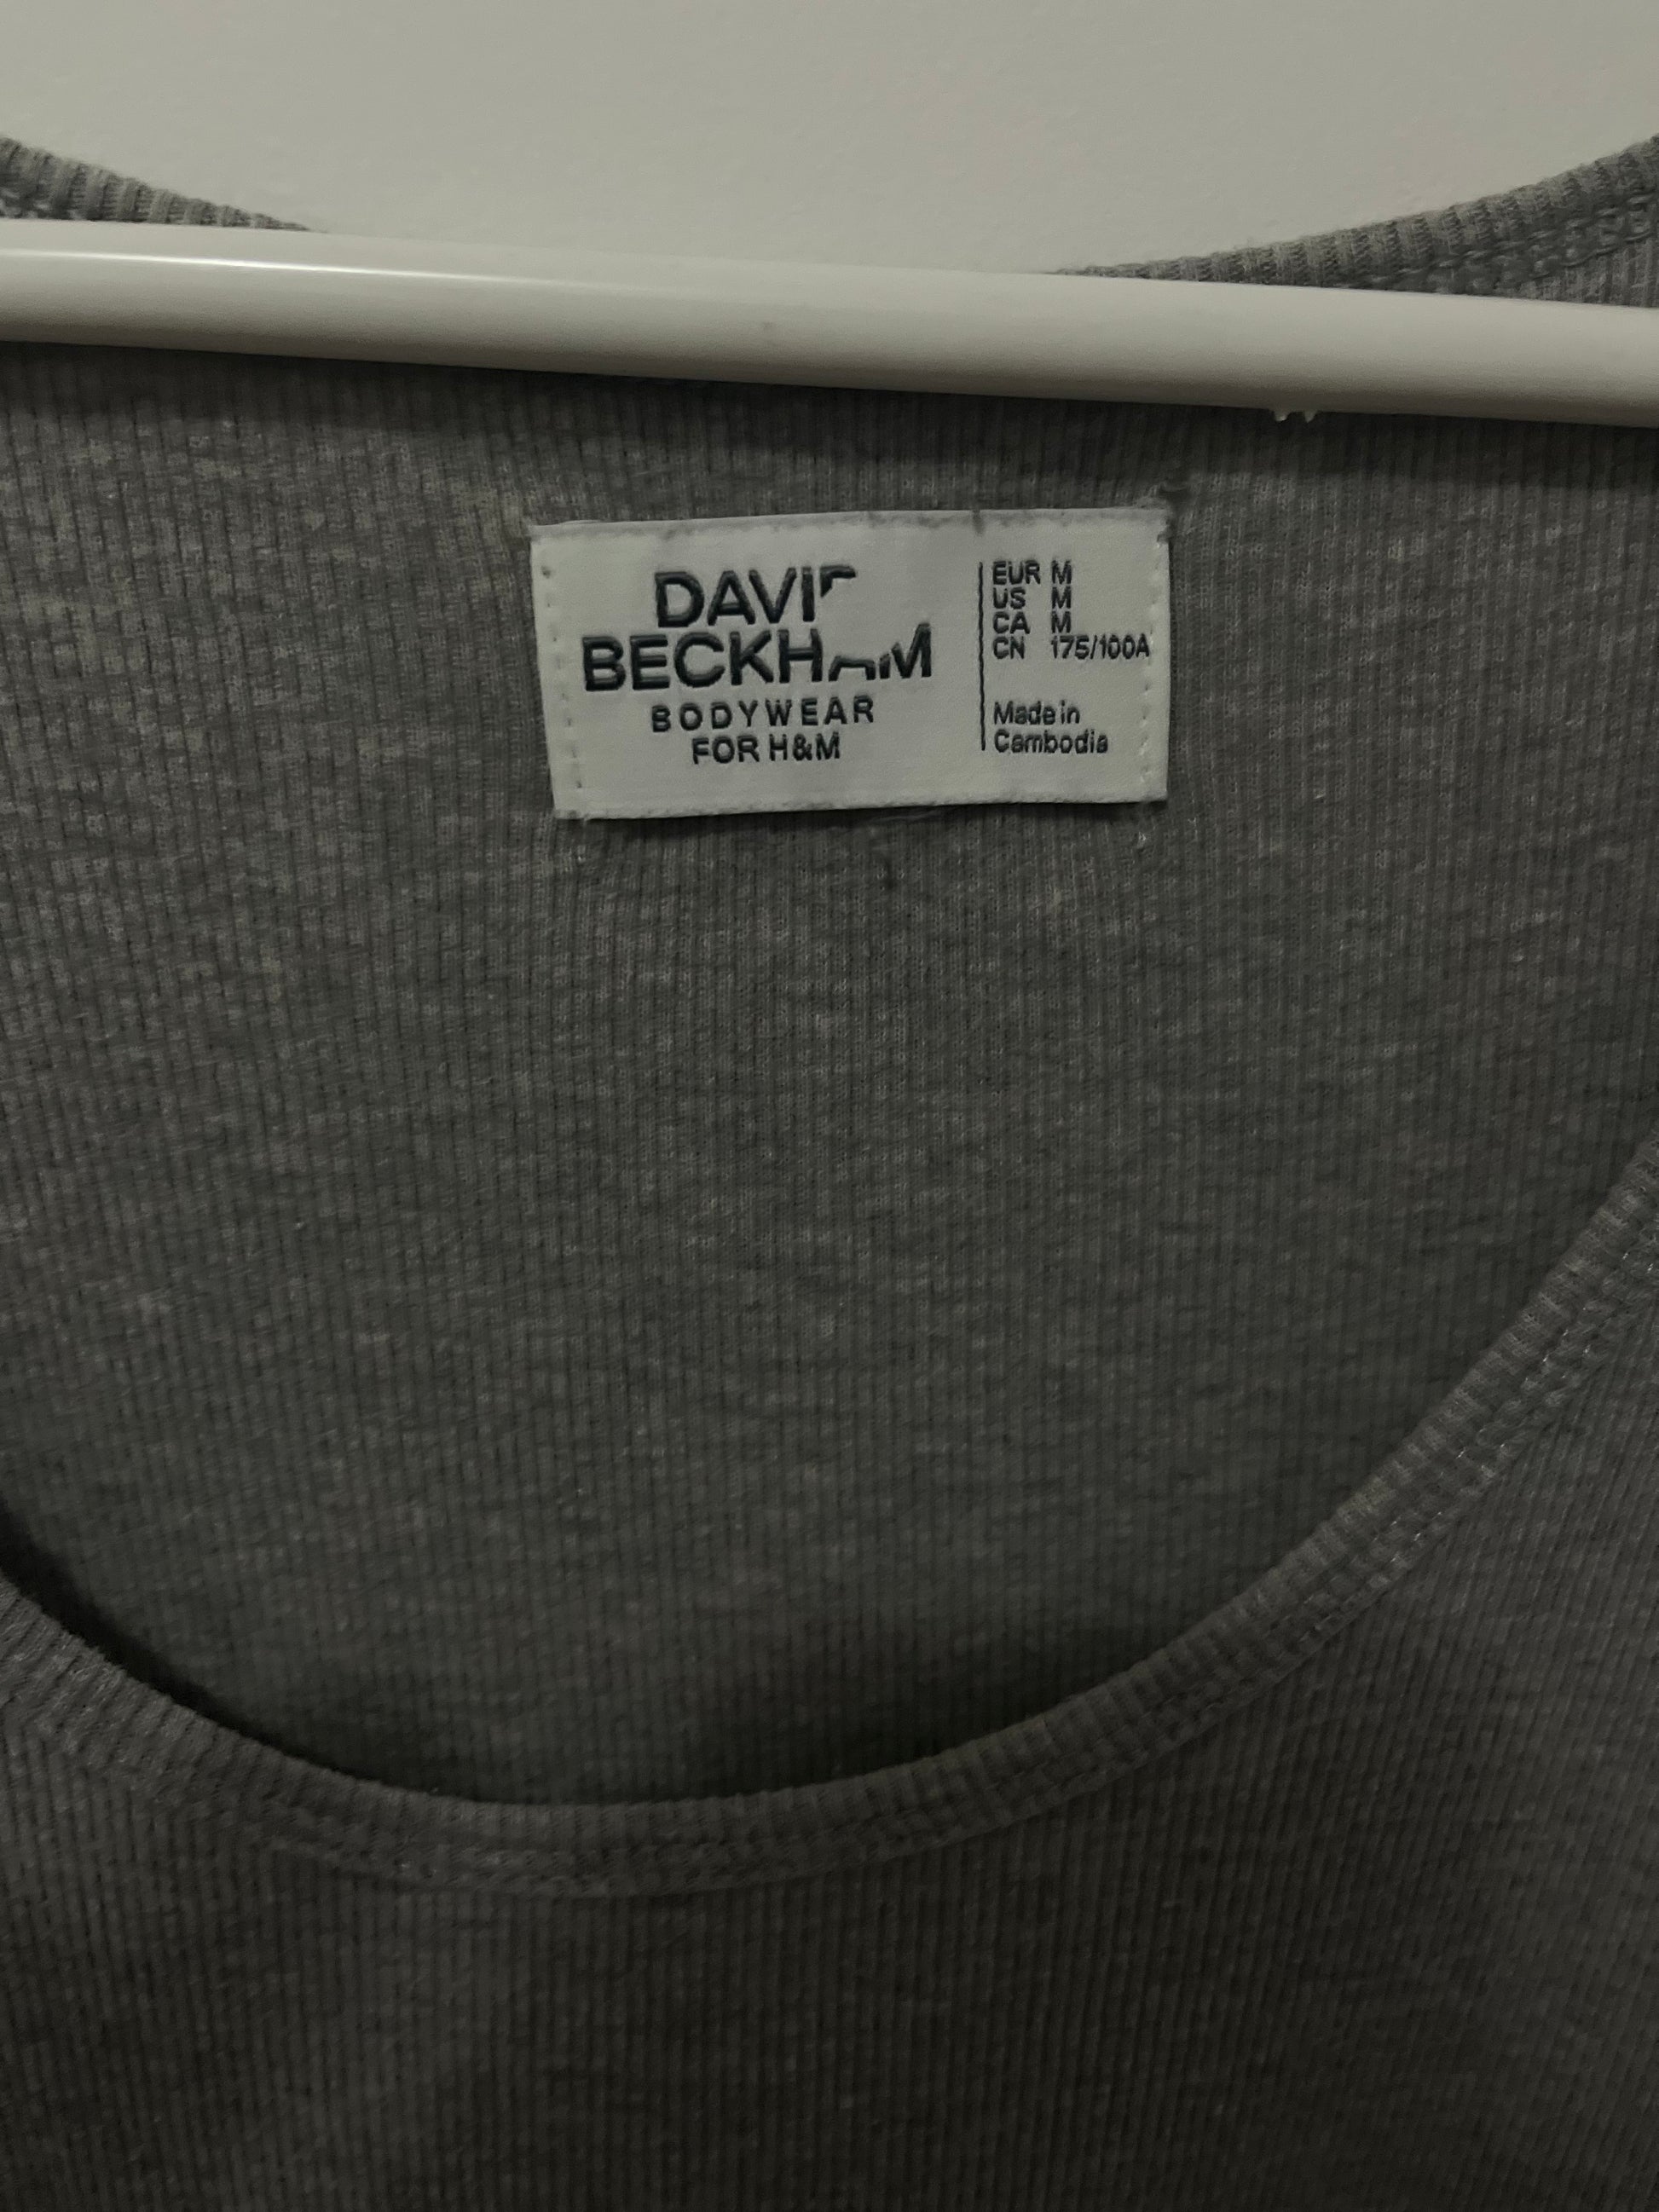 DAVID
BECKHAM
BODYWEAR
FOR H&M
EUR M
US M
CA M
CN 175/100A
Made in
Cambodia